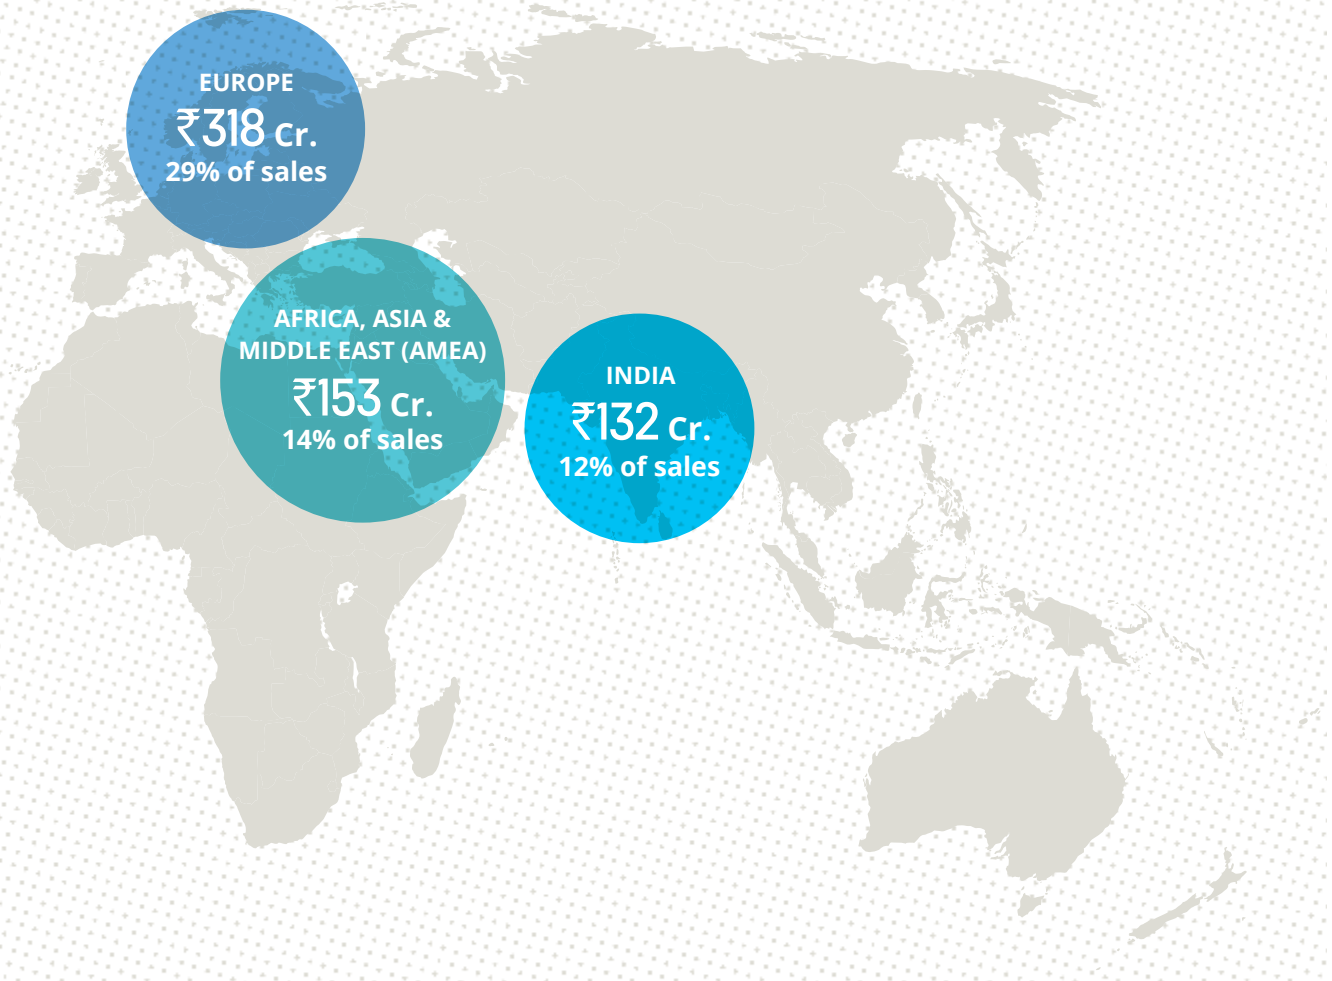 EUROPE
₹318 Cr.
29% of sales
AFRICA, ASIA &
MIDDLE EAST (AMEA)
₹153 Cr.
14% of sales
INDIA
₹132 Cr.
12% of sales